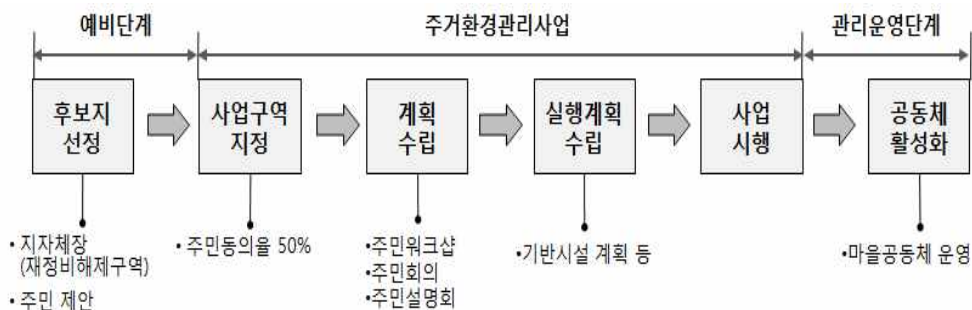 예비단계
주거환경관리사업
관리운영단계
후보지
선정
사업구역
지정
계획
수립
실행계획
수립
사업
시행
공동체
활성화
• 지자체장
(재정비해제구역)
• 주민 제안
• 주민동의율 50%
•주민워크샵
•주민회의
•주민설명회
•기반시설 계획 등
•마을공동체 운영